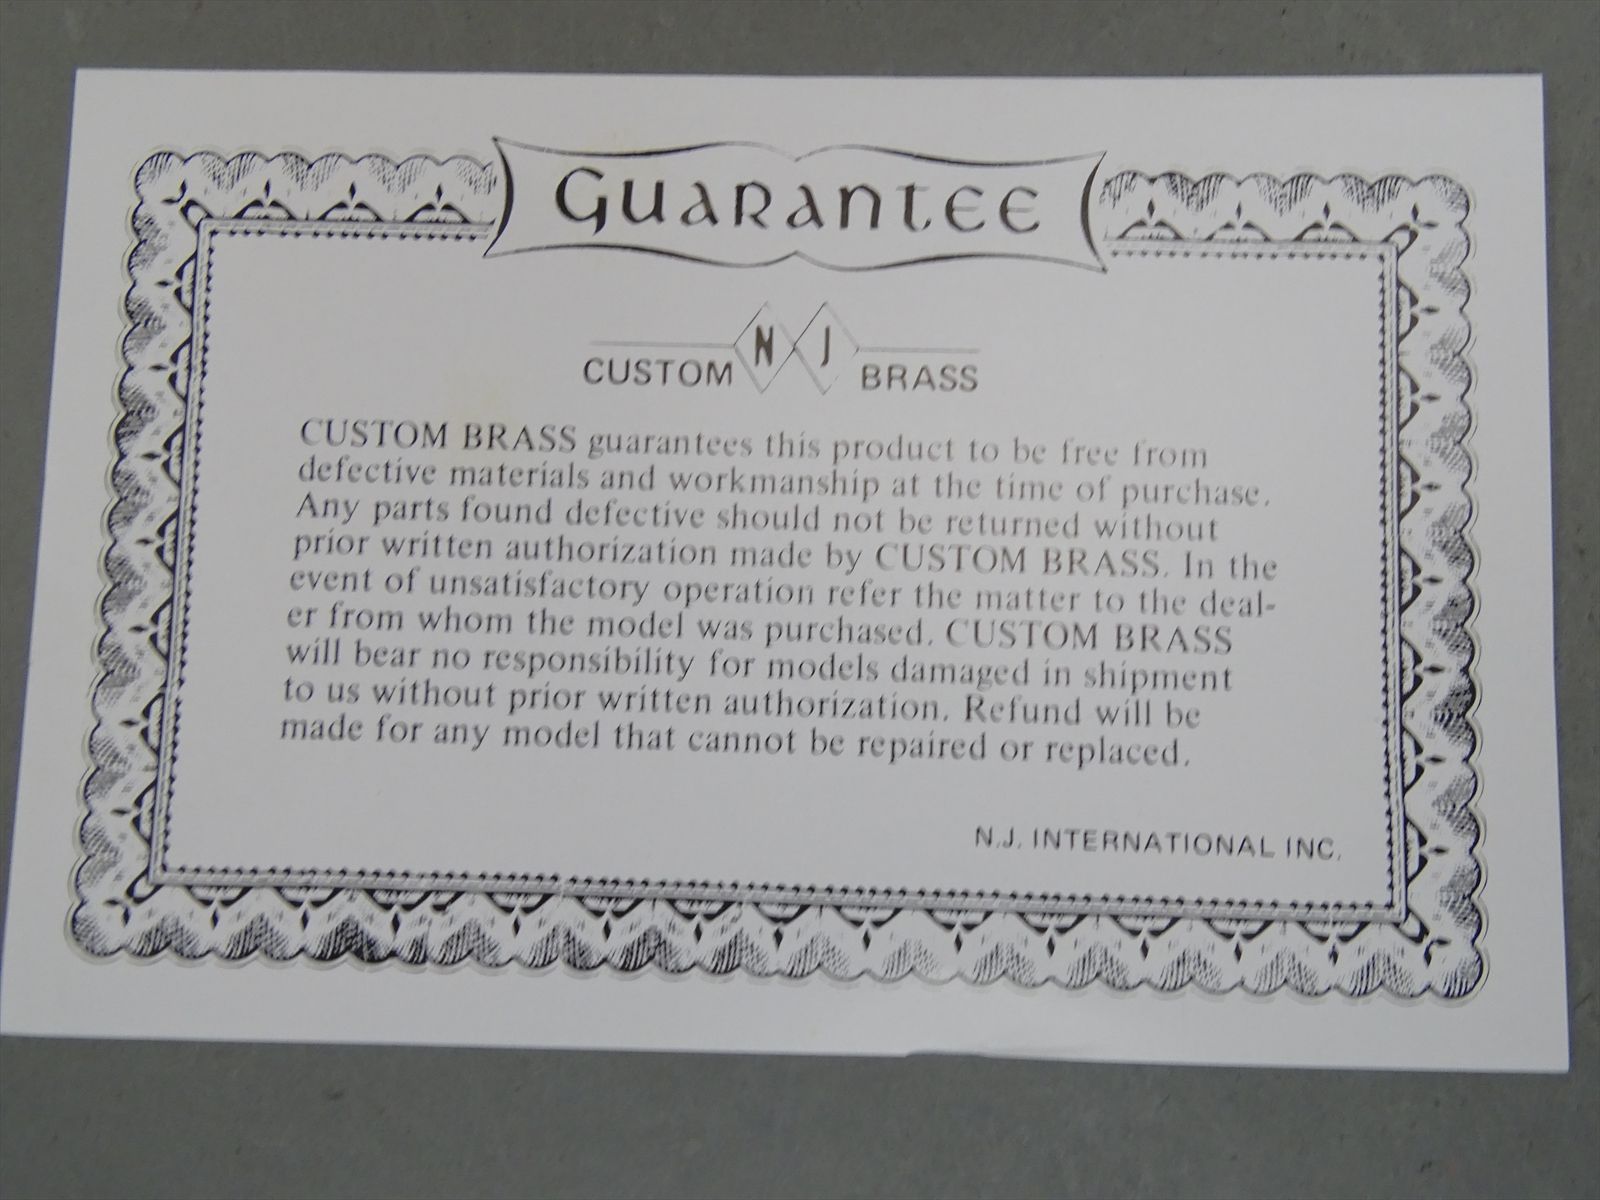 Guarantee
CUSTOM NJ BRASS
CUSTOM BRASS guarantees this product to be free from
defective materials and workmanship at the time of purchase.
Any parts found defective should not be returned without
prior written authorization made by CUSTOM BRASS. In the
event of unsatisfactory operation refer the matter to the deal-
er from whom the model was purchased. CUSTOM BRASS
will bear no responsibility for models damaged in shipment
to us without prior written authorization. Refund will be
made for any model that cannot be repaired or replaced.
N.J. INTERNATIONAL INC.